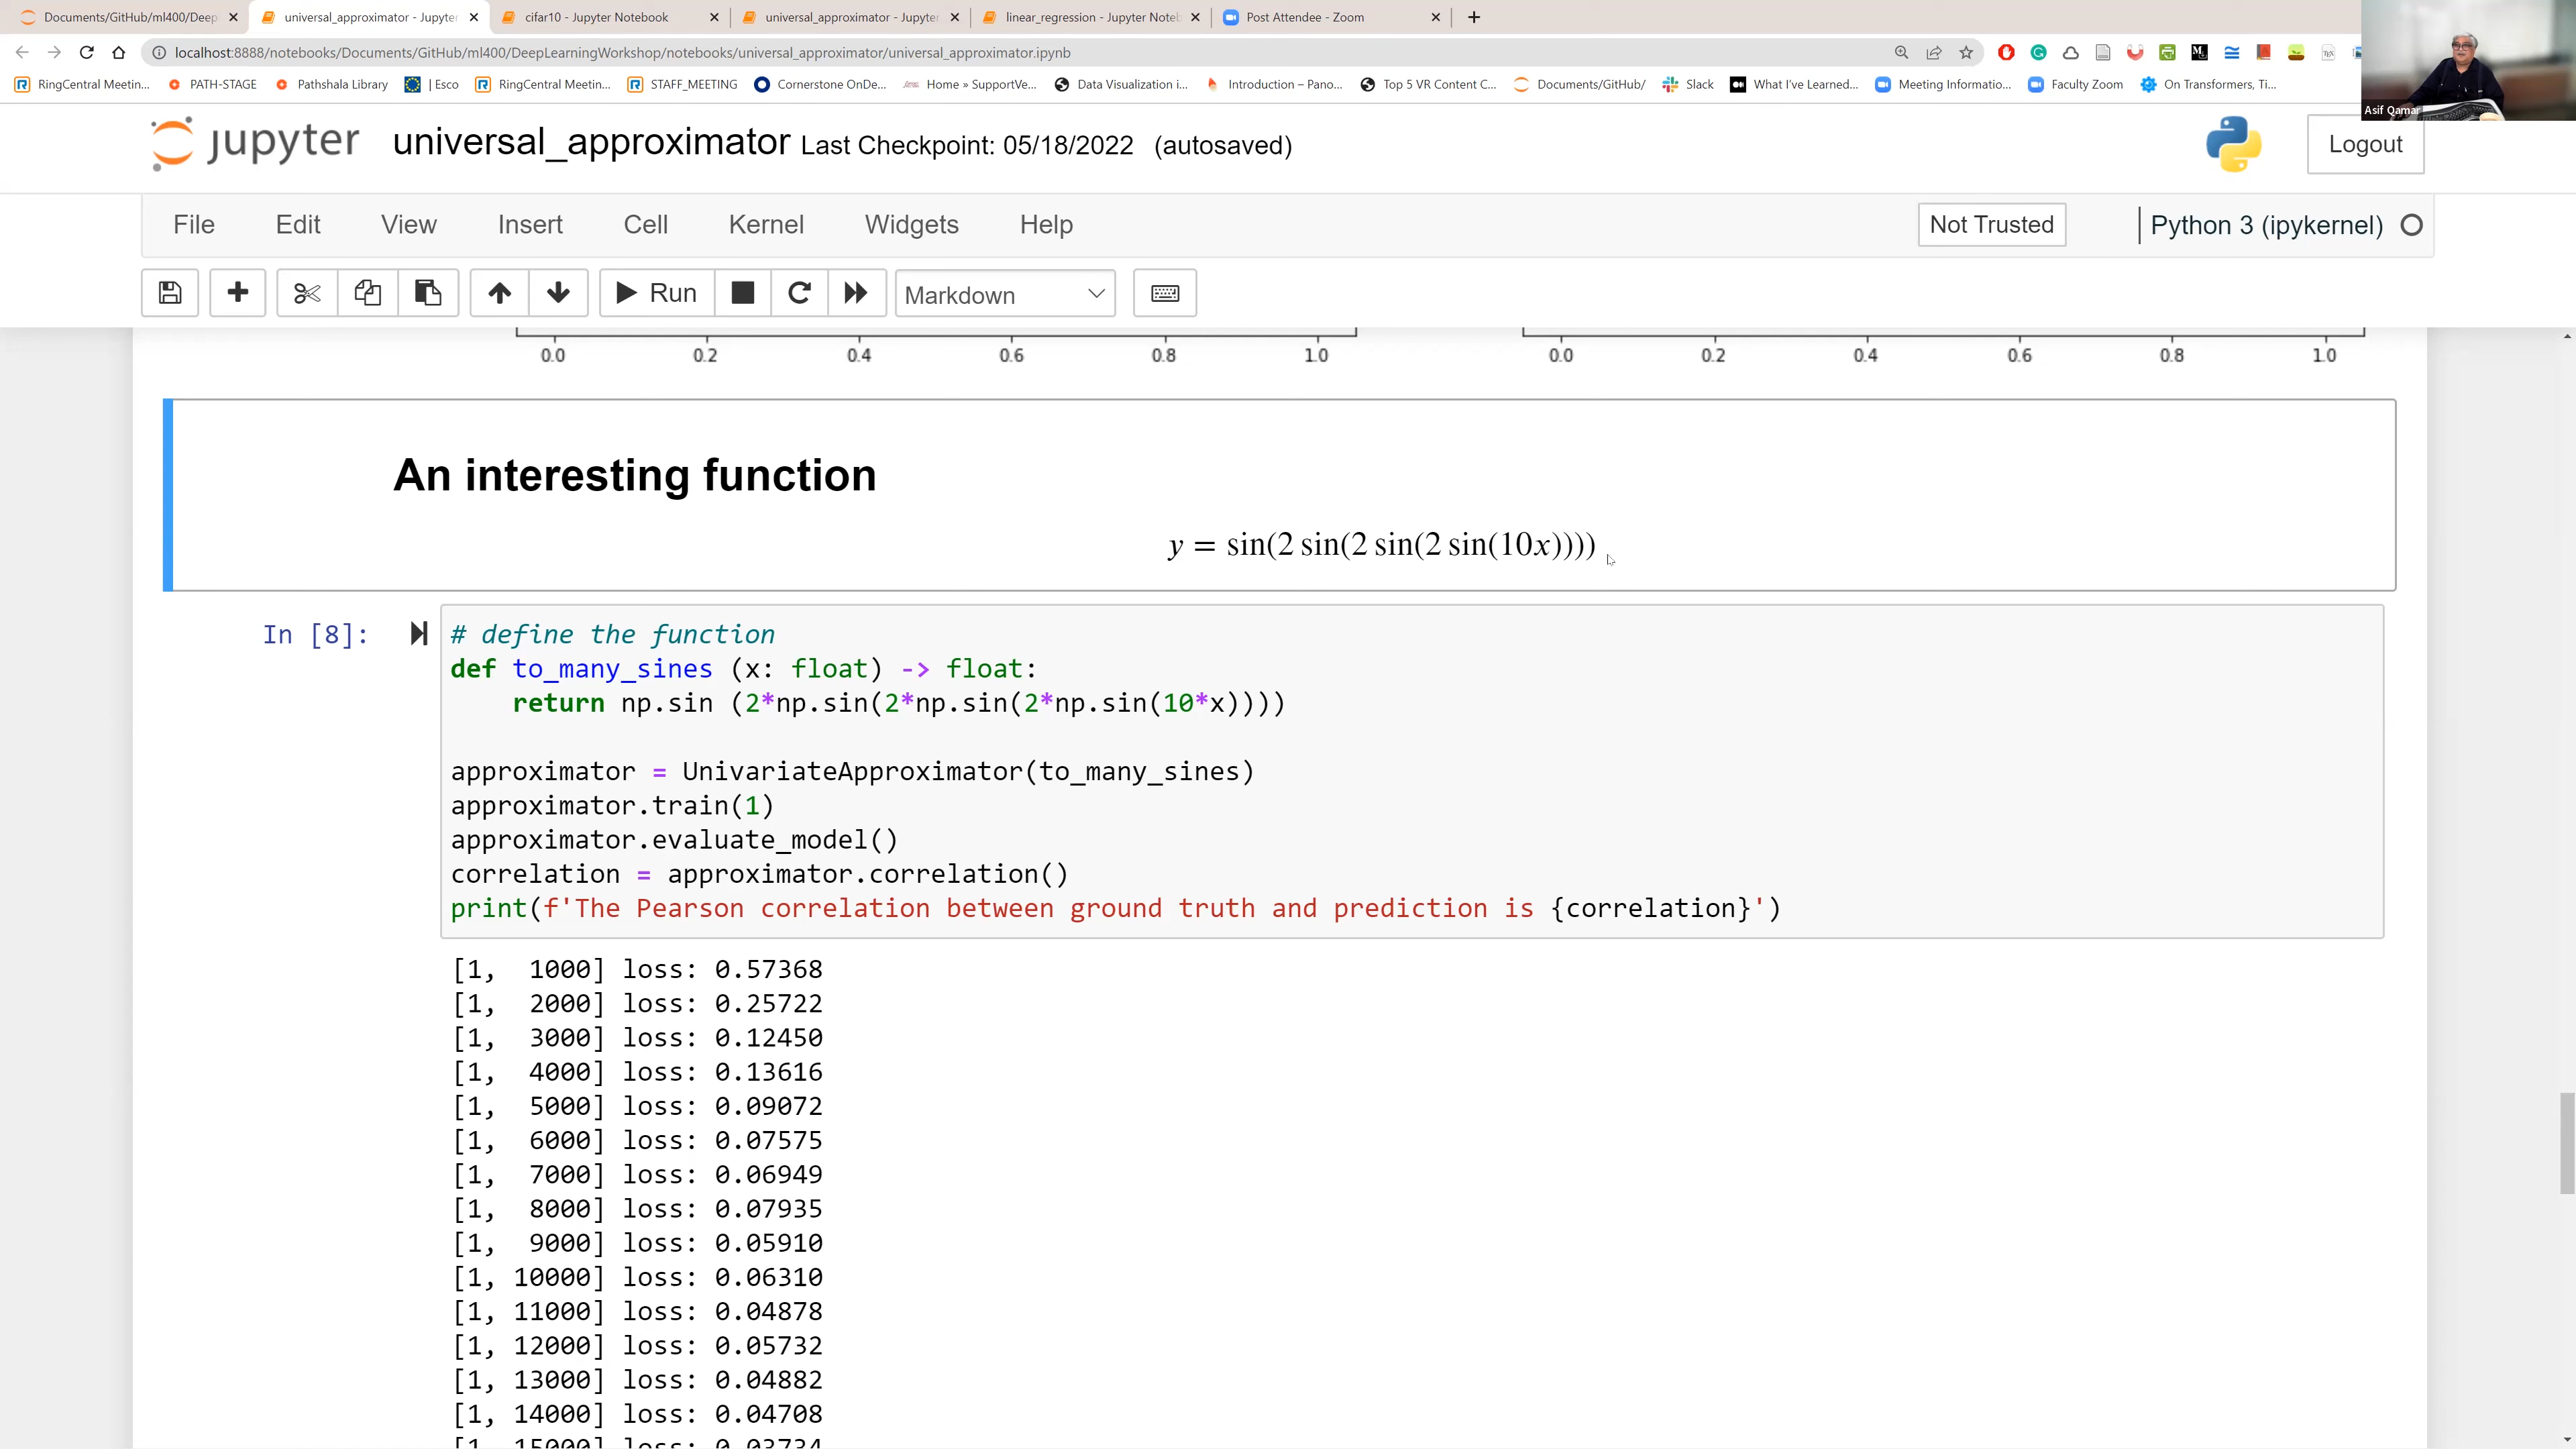 Documents/GitHub/ml400/Deep
universal_approximator - Jupyter
cifar10 - Jupyter Notebook
universal_approximator - Jupyter
linear_regression - Jupyter Noteb
Post Attendee - Zoom
localhost:8888/notebooks/Documents/GitHub/ml400/DeepLearningWorkshop/notebooks/universal_approximator/universal_approximator.ipynb
RingCentral Meetin...
PATH-STAGE
Pathshala Library
| Esco
RingCentral Meetin...
STAFF_MEETING
Cornerstone OnDe...
Home » SupportVe...
Data Visualization i...
Introduction – Pano...
Top 5 VR Content C...
Documents/GitHub/
Slack
What I've Learned...
Meeting Informatio...
Faculty Zoom
On Transformers, Ti...
Asif Qamar
jupyter universal_approximator Last Checkpoint: 05/18/2022 (autosaved)
Logout
File Edit View Insert Cell Kernel Widgets Help
Not Trusted
Python 3 (ipykernel)
Run
Markdown
0.0 0.2 0.4 0.6 0.8 1.0 0.0 0.2 0.4 0.6 0.8 1.0
An interesting function
y = sin(2 sin(2 sin(2 sin(10x))))
In [8]:
# define the function
def to_many_sines (x: float) -> float:
    return np.sin (2*np.sin(2*np.sin(2*np.sin(10*x))))
approximator = UnivariateApproximator(to_many_sines)
approximator.train(1)
approximator.evaluate_model()
correlation = approximator.correlation()
print(f'The Pearson correlation between ground truth and prediction is {correlation}')
[1,  1000] loss: 0.57368
[1,  2000] loss: 0.25722
[1,  3000] loss: 0.12450
[1,  4000] loss: 0.13616
[1,  5000] loss: 0.09072
[1,  6000] loss: 0.07575
[1,  7000] loss: 0.06949
[1,  8000] loss: 0.07935
[1,  9000] loss: 0.05910
[1, 10000] loss: 0.06310
[1, 11000] loss: 0.04878
[1, 12000] loss: 0.05732
[1, 13000] loss: 0.04882
[1, 14000] loss: 0.04708
[1, 15000] loss: 0.03734